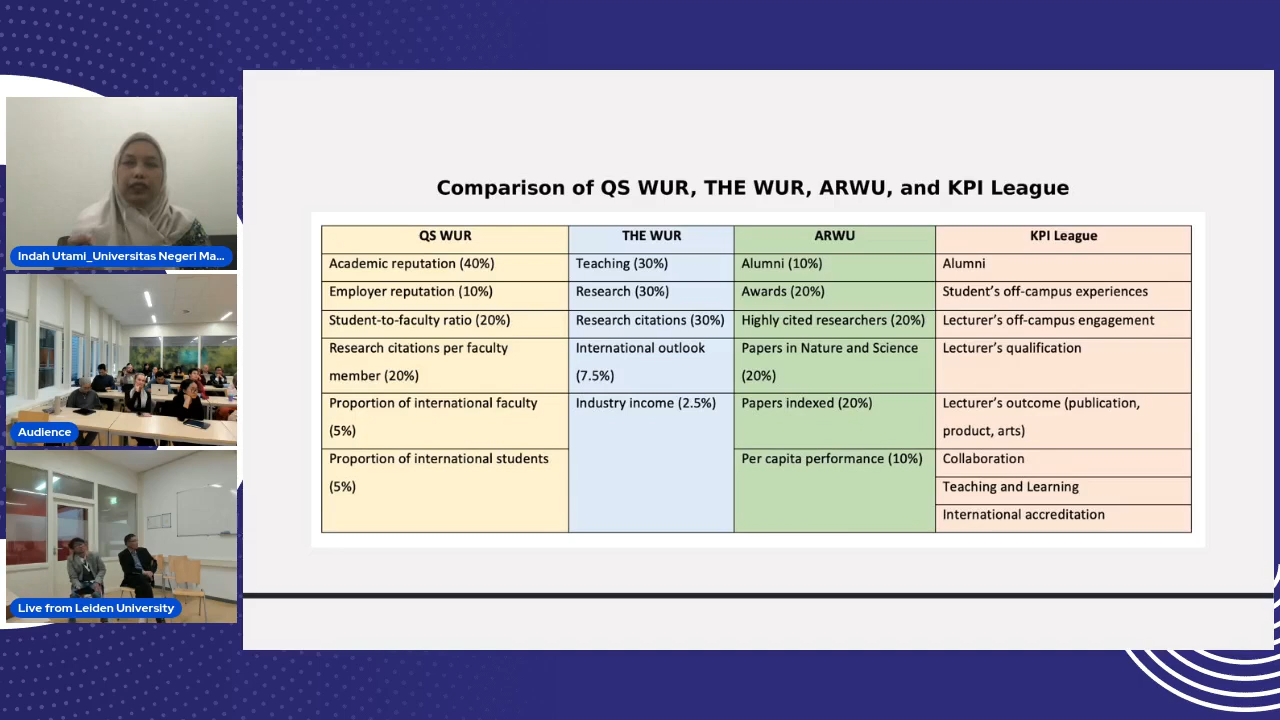 Indah Utami_Universitas Negeri Ma...
Audience
Live from Leiden University
Comparison of QS WUR, THE WUR, ARWU, and KPI League
QS WUR
THE WUR
ARWU
KPI League
Academic reputation (40%)
Teaching (30%)
Alumni (10%)
Alumni
Employer reputation (10%)
Research (30%)
Awards (20%)
Student’s off-campus experiences
Student-to-faculty ratio (20%)
Research citations (30%)
Highly cited researchers (20%)
Lecturer’s off-campus engagement
Research citations per faculty
member (20%)
International outlook
(7.5%)
Papers in Nature and Science
(20%)
Lecturer’s qualification
Proportion of international faculty
(5%)
Industry income (2.5%)
Papers indexed (20%)
Lecturer’s outcome (publication,
product, arts)
Proportion of international students
(5%)
Per capita performance (10%)
Collaboration
Teaching and Learning
International accreditation